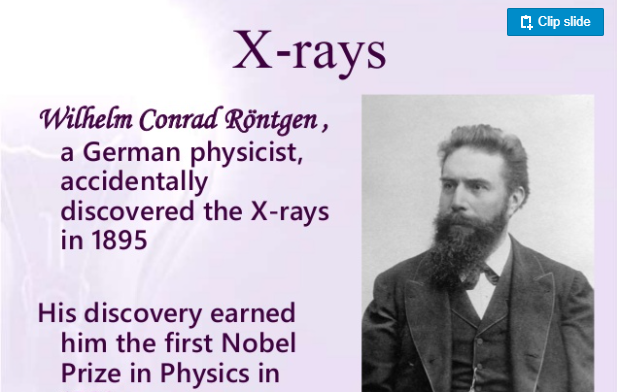 Clip slide
X-rays
Wilhelm Conrad Röntgen ,
a German physicist,
accidentally
discovered the X-rays
in 1895
His discovery earned
him the first Nobel
Prize in Physics in